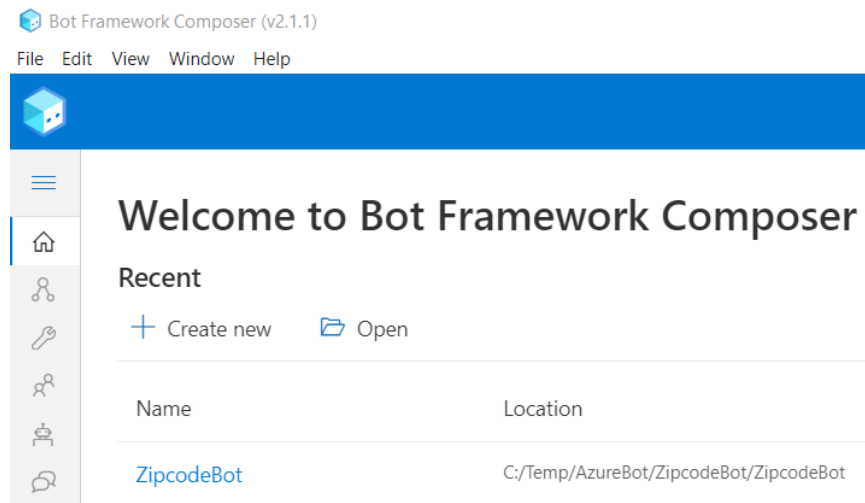 Bot Framework Composer (v2.1.1)
File Edit View Window Help
Welcome to Bot Framework Composer
Recent
Create new Open
Name Location
ZipcodeBot C:/Temp/AzureBot/ZipcodeBot/ZipcodeBot